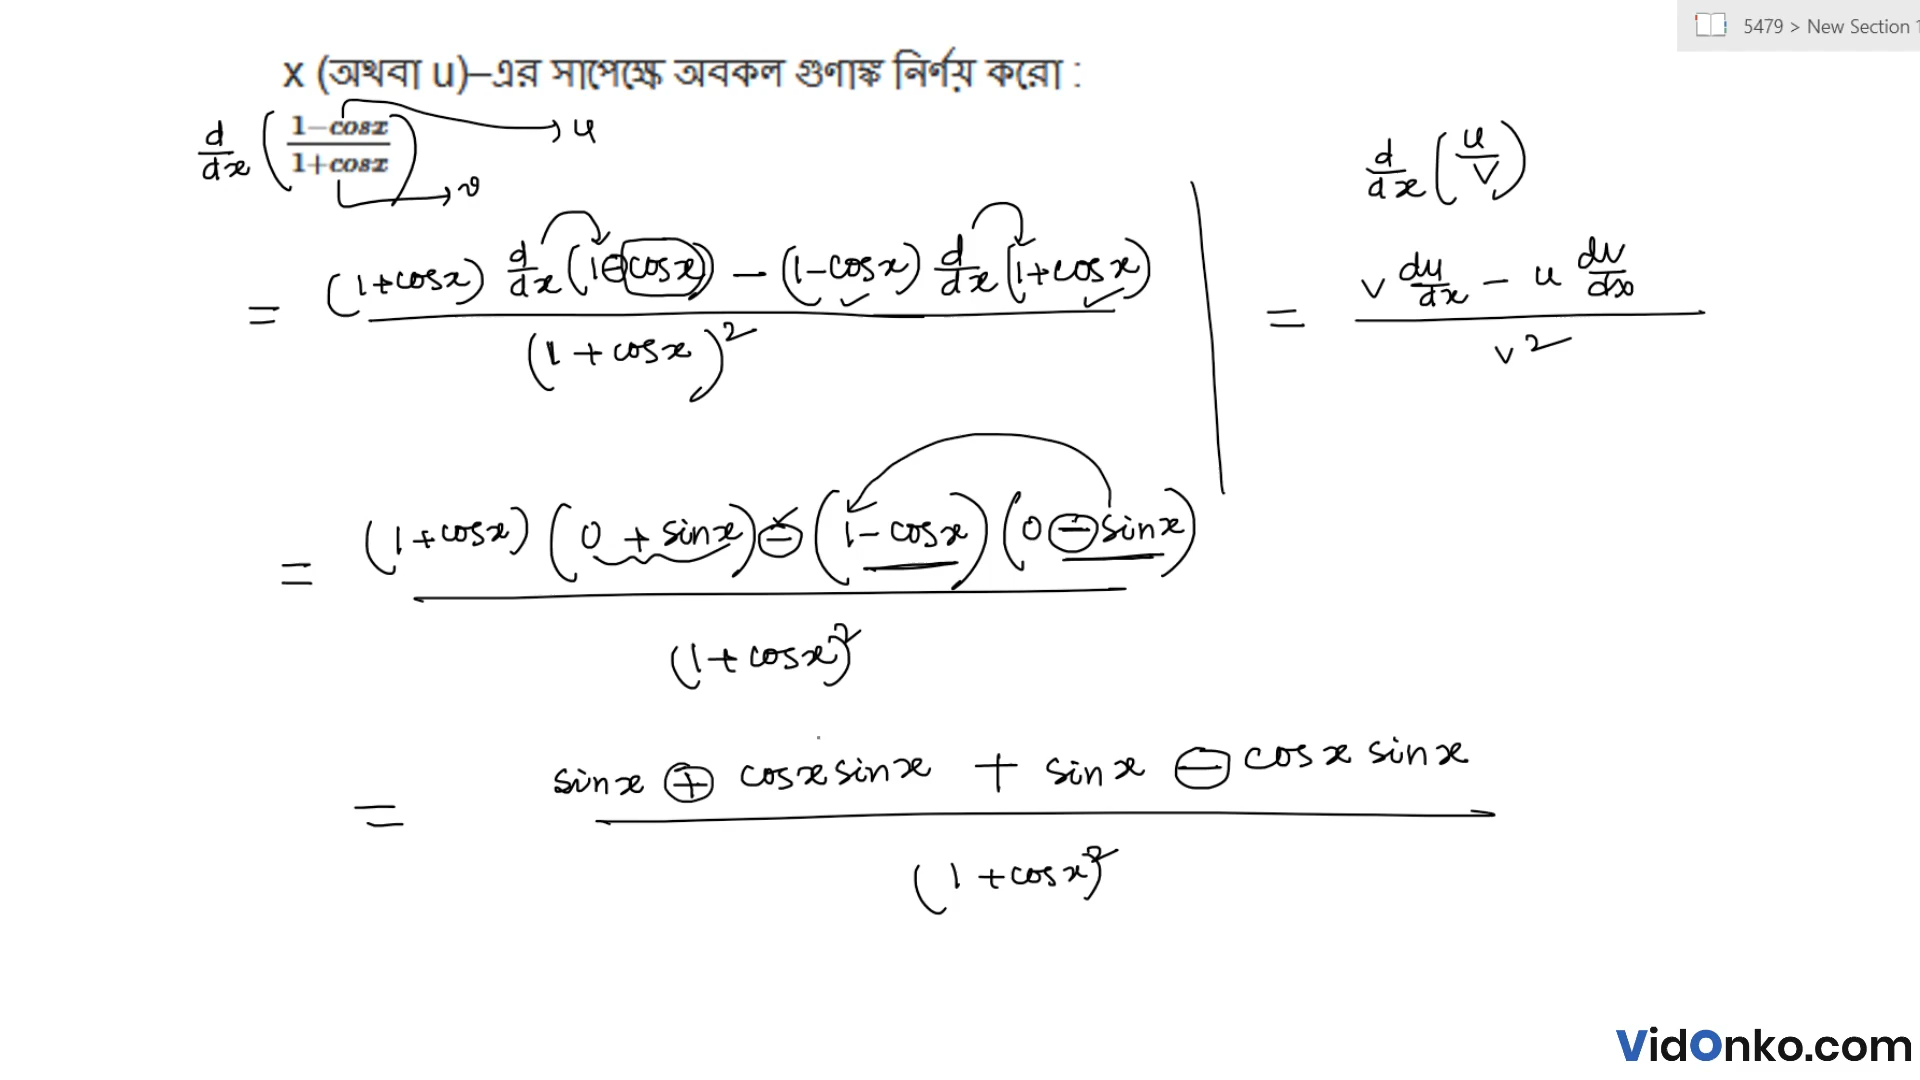 5479 > New Section 1
x (অথবা u)–এর সাপেক্ষে অবকল গুণাঙ্ক নির্ণয় করো :
d/dx ( (1−cosx)/(1+cosx) ) → u → v
d/dx (u/v)
= ((1+cosx) d/dx (1−cosx) − (1−cosx) d/dx (1+cosx)) / (1+cosx)²
= (v du/dx − u dv/dx) / v²
= ((1+cosx) (0 + sinx) − (1−cosx) (0 − sinx)) / (1+cosx)²
= (sinx + cosx sinx + sinx − cosx sinx) / (1+cosx)²
VidOnko.com